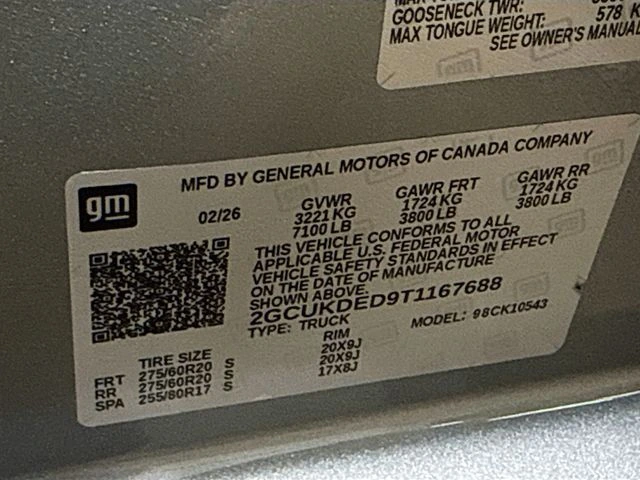 GOOSENECK TWR:
MAX TONGUE WEIGHT: 578 K
SEE OWNER'S MANUAL
gm
MFD BY GENERAL MOTORS OF CANADA COMPANY
02/26
GVWR GAWR FRT GAWR RR
3221 KG 1724 KG 1724 KG
7100 LB 3800 LB 3800 LB
THIS VEHICLE CONFORMS TO ALL
APPLICABLE U.S. FEDERAL MOTOR
VEHICLE SAFETY STANDARDS IN EFFECT
ON THE DATE OF MANUFACTURE
SHOWN ABOVE.
2GCUKDED9T1167688
TYPE: TRUCK MODEL: 98CK10543
TIRE SIZE RIM
FRT 275/60R20 S 20X9J
RR 275/60R20 S 20X9J
SPA 255/80R17 S 17X8J